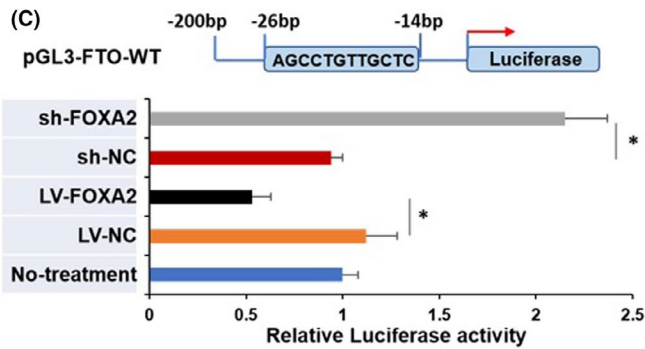 (C)
-200bp -26bp -14bp
pGL3-FTO-WT AGCCTGTTGCTC Luciferase
sh-FOXA2
*
sh-NC
LV-FOXA2
*
LV-NC
No-treatment
0 0.5 1 1.5 2 2.5
Relative Luciferase activity